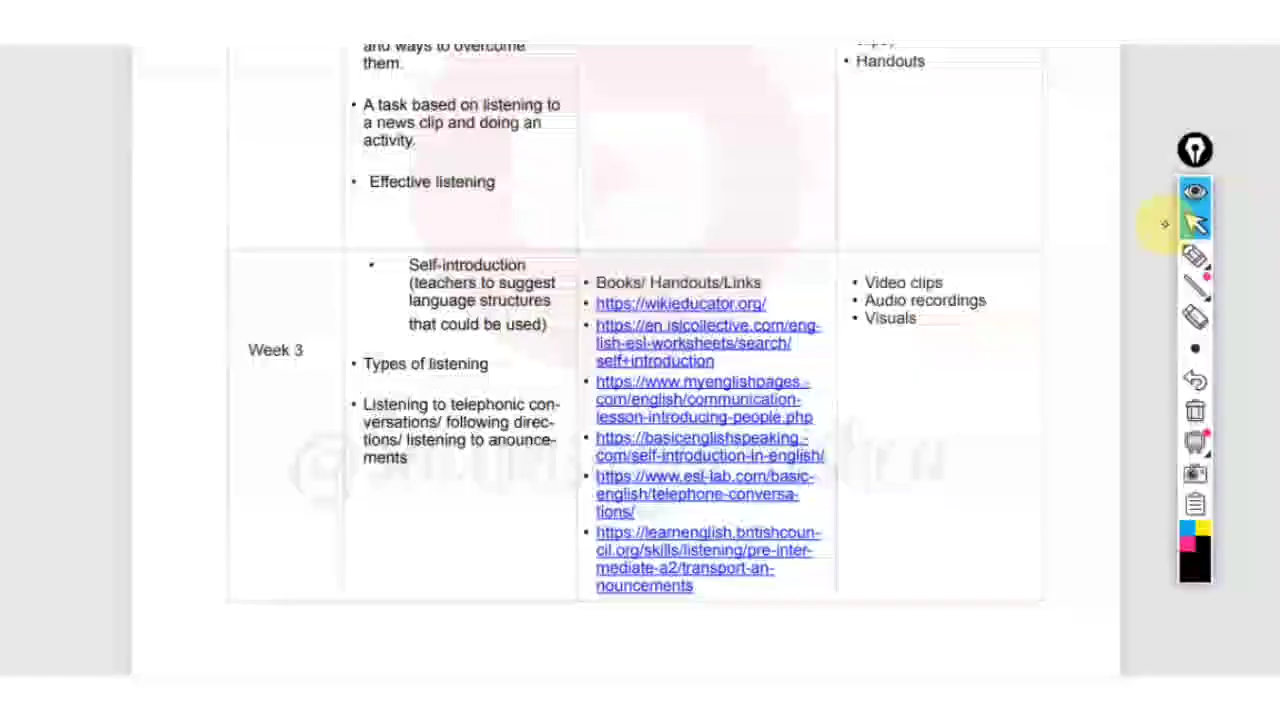 and ways to overcome
them.
• A task based on listening to
a news clip and doing an
activity.
• Effective listening
• Handouts
Week 3
• Self-introduction
(teachers to suggest
language structures
that could be used)
• Types of listening
• Listening to telephonic con-
versations/ following direc-
tions/ listening to anounce-
ments
• Books/ Handouts/Links
• https://wikieducator.org/
• https://en.islcollective.com/eng-
lish-esl-worksheets/search/
self+introduction
• https://www.myenglishpages.-
com/english/communication-
lesson-introducing-people.php
• https://basicenglishspeaking.-
com/self-introduction-in-english/
• https://www.esl-lab.com/basic-
english/telephone-conversa-
tions/
• https://learnenglish.britishcoun-
cil.org/skills/listening/pre-inter-
mediate-a2/transport-an-
nouncements
• Video clips
• Audio recordings
• Visuals